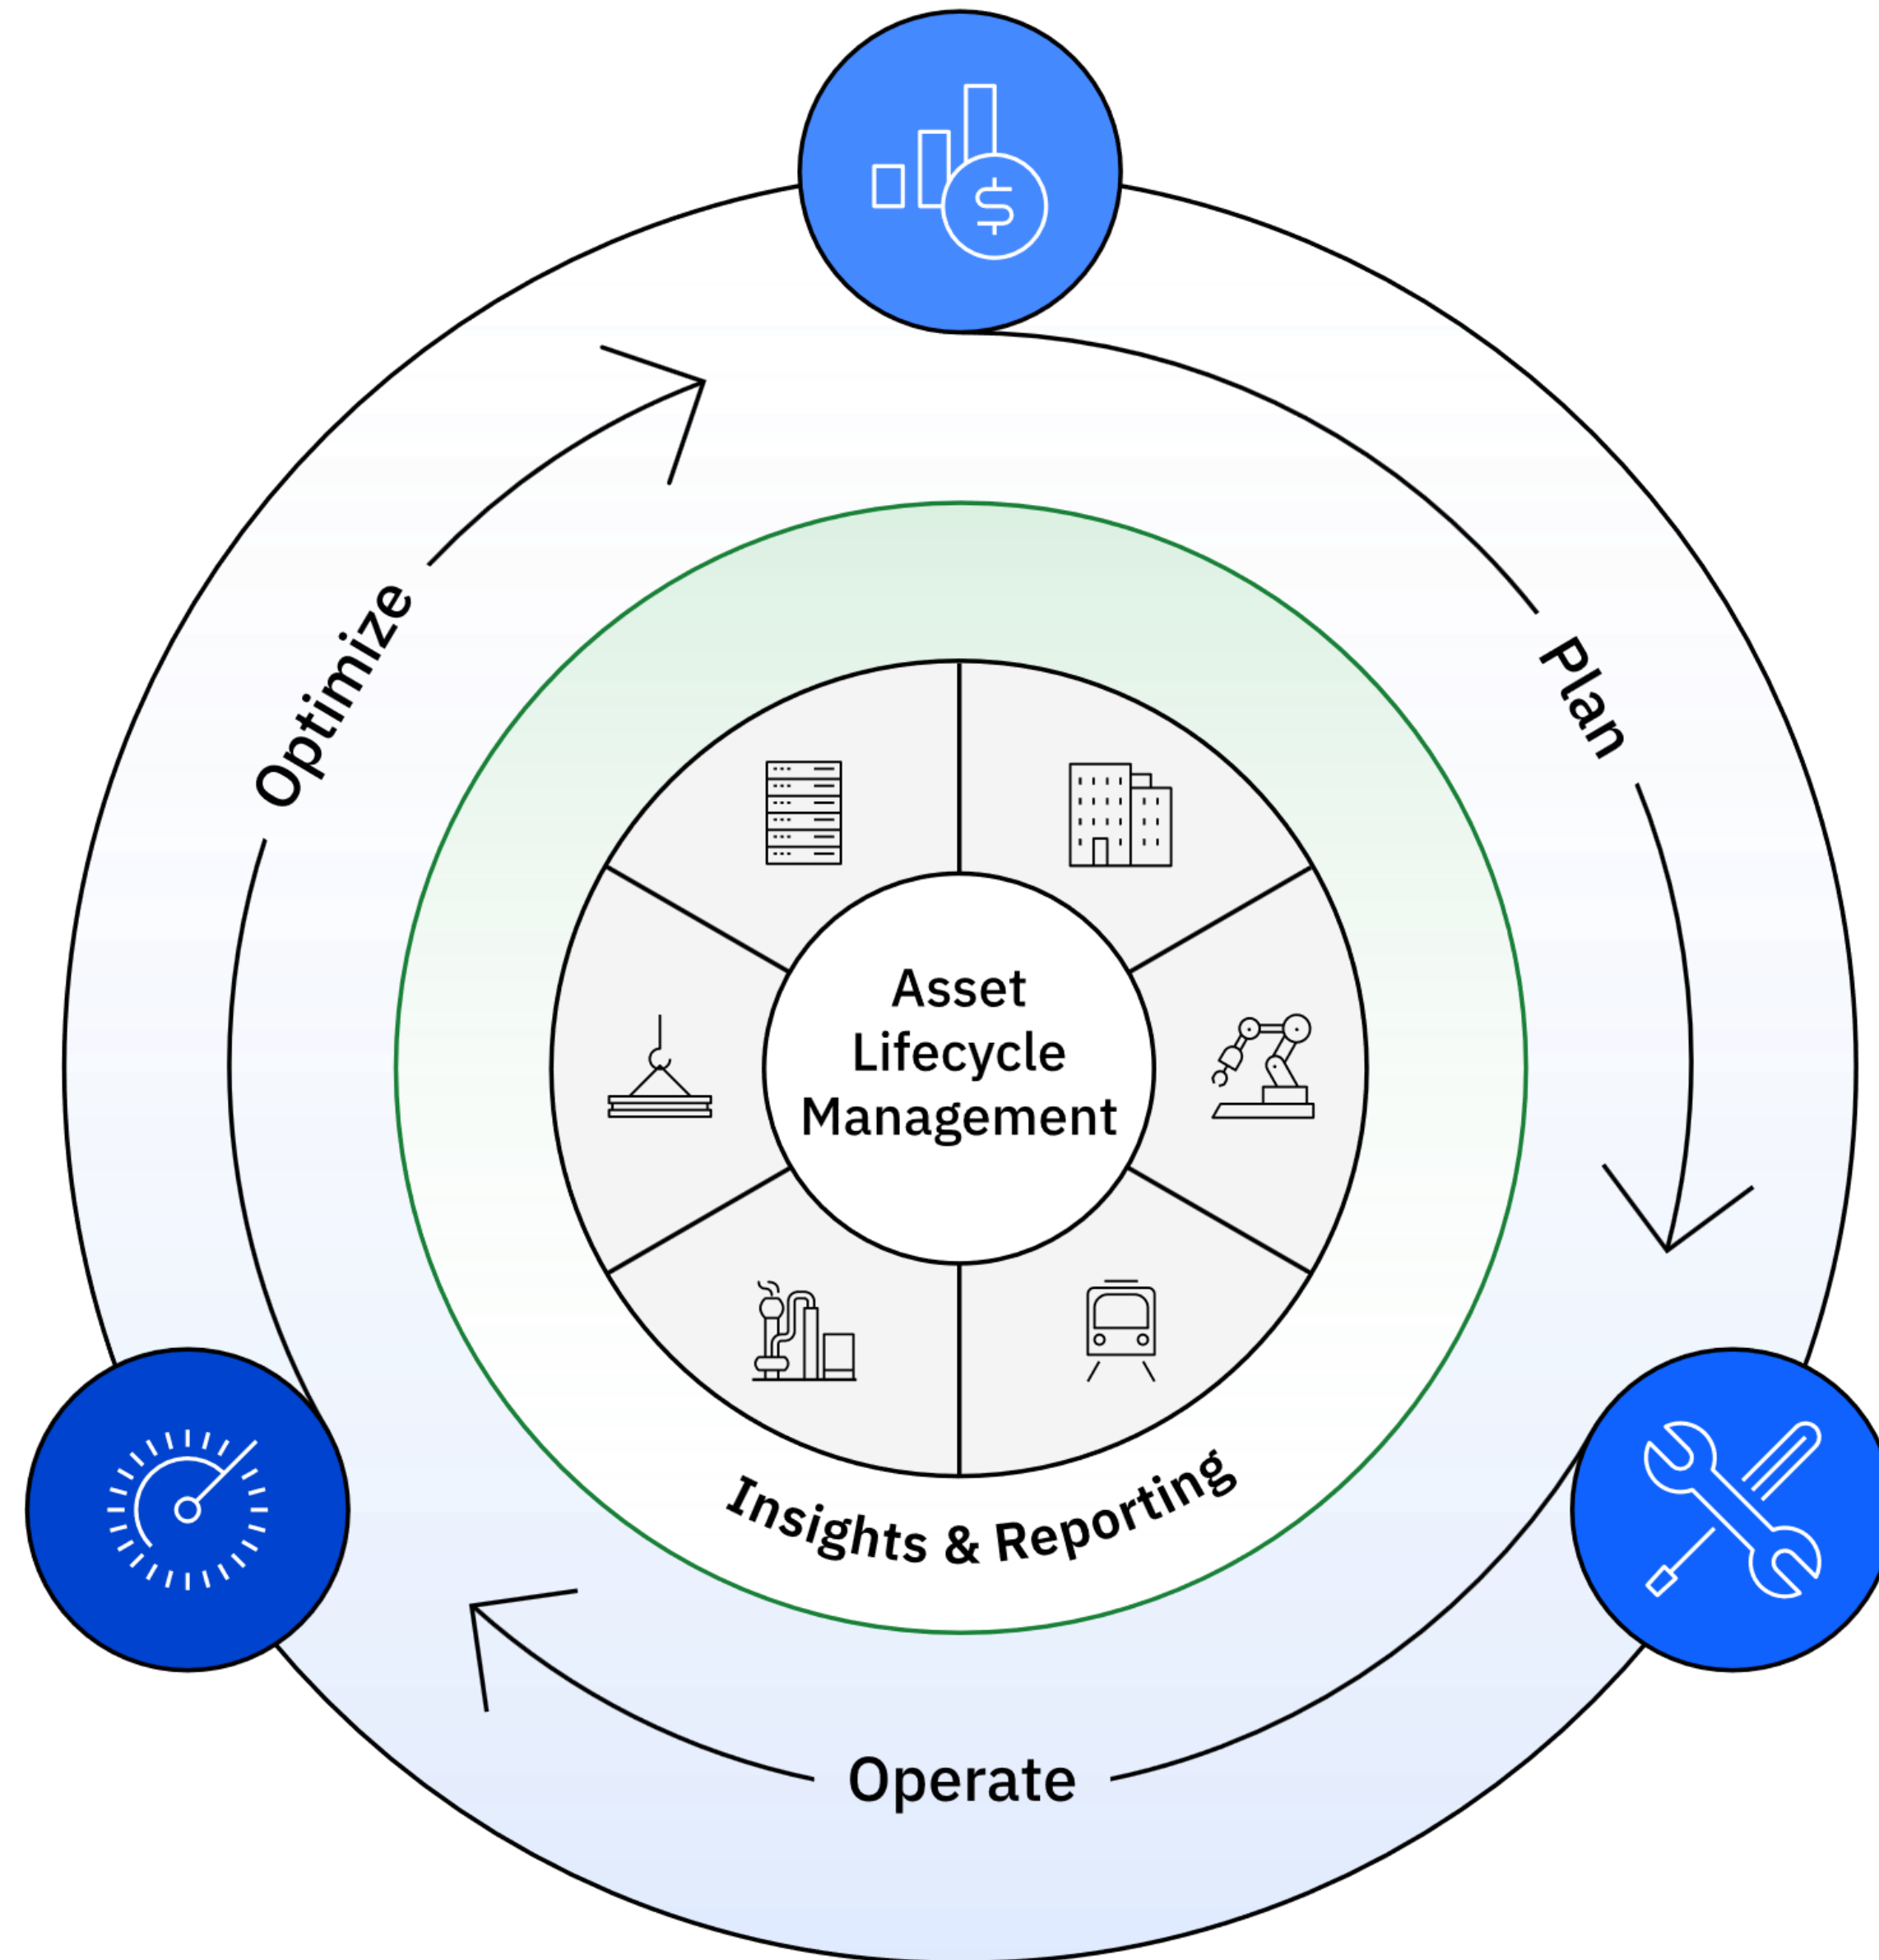 Optimize
Plan
Asset
Lifecycle
Management
Insights & Reporting
Operate